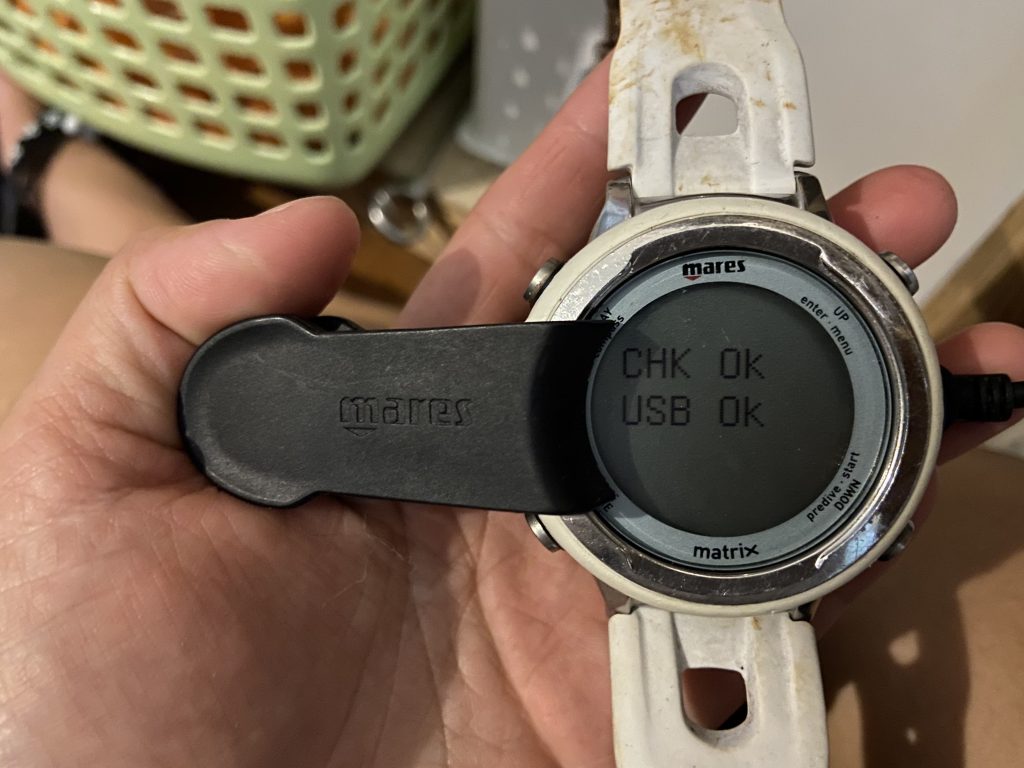 mares
UP
enter · menu
CHK Ok
USB Ok
mares
predive · start
DOWN
matrix